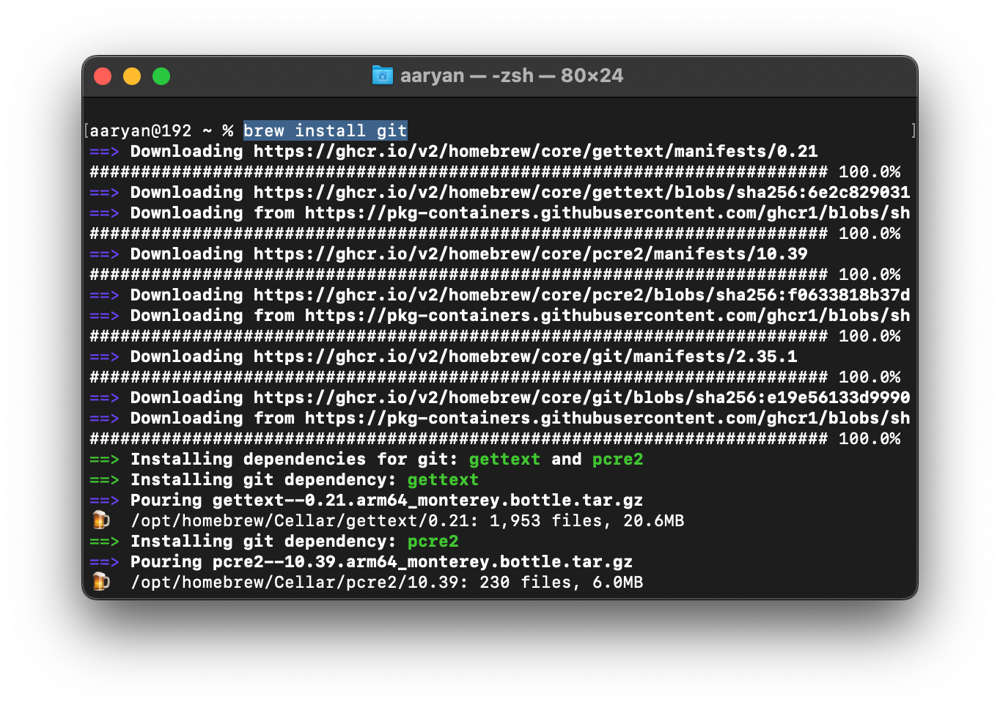 aaryan — -zsh — 80×24
[aaryan@192 ~ % brew install git ]
==> Downloading https://ghcr.io/v2/homebrew/core/gettext/manifests/0.21
######################################################################## 100.0%
==> Downloading https://ghcr.io/v2/homebrew/core/gettext/blobs/sha256:6e2c829031
==> Downloading from https://pkg-containers.githubusercontent.com/ghcr1/blobs/sh
######################################################################## 100.0%
==> Downloading https://ghcr.io/v2/homebrew/core/pcre2/manifests/10.39
######################################################################## 100.0%
==> Downloading https://ghcr.io/v2/homebrew/core/pcre2/blobs/sha256:f0633818b37d
==> Downloading from https://pkg-containers.githubusercontent.com/ghcr1/blobs/sh
######################################################################## 100.0%
==> Downloading https://ghcr.io/v2/homebrew/core/git/manifests/2.35.1
######################################################################## 100.0%
==> Downloading https://ghcr.io/v2/homebrew/core/git/blobs/sha256:e19e56133d9990
==> Downloading from https://pkg-containers.githubusercontent.com/ghcr1/blobs/sh
######################################################################## 100.0%
==> Installing dependencies for git: gettext and pcre2
==> Installing git dependency: gettext
==> Pouring gettext--0.21.arm64_monterey.bottle.tar.gz
🍺 /opt/homebrew/Cellar/gettext/0.21: 1,953 files, 20.6MB
==> Installing git dependency: pcre2
==> Pouring pcre2--10.39.arm64_monterey.bottle.tar.gz
🍺 /opt/homebrew/Cellar/pcre2/10.39: 230 files, 6.0MB